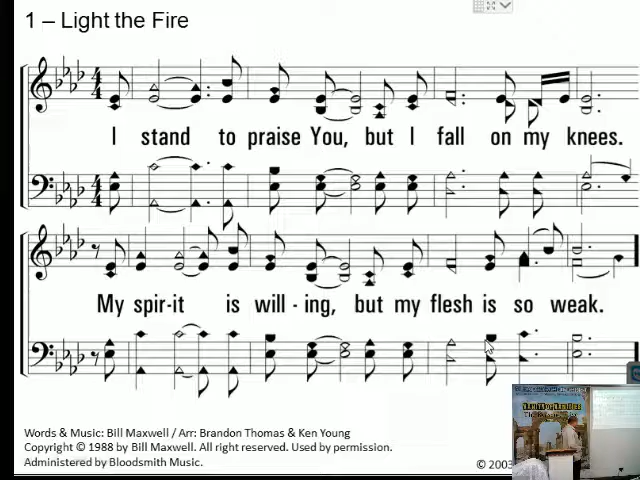 1 – Light the Fire
I stand to praise You, but I fall on my knees.
My spir-it is will - ing, but my flesh is so weak.
Words & Music: Bill Maxwell / Arr: Brandon Thomas & Ken Young
Copyright © 1988 by Bill Maxwell. All right reserved. Used by permission.
Administered by Bloodsmith Music.
© 2003